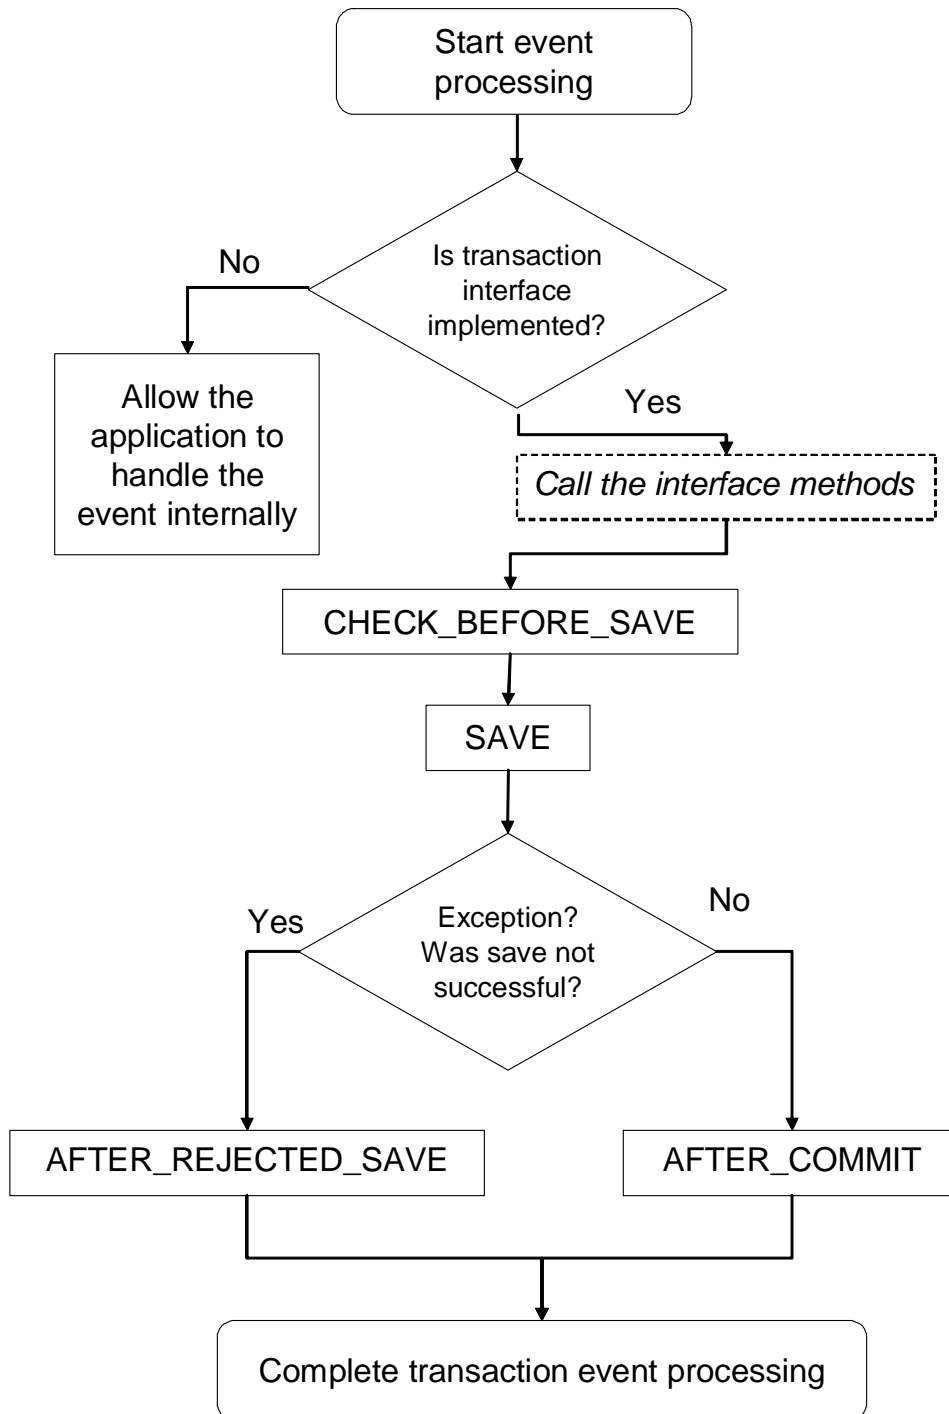 Start event
processing
No
Is transaction
interface
implemented?
Allow the
application to
handle the
event internally
Yes
Call the interface methods
CHECK_BEFORE_SAVE
SAVE
Yes
Exception?
Was save not
successful?
No
AFTER_REJECTED_SAVE
AFTER_COMMIT
Complete transaction event processing